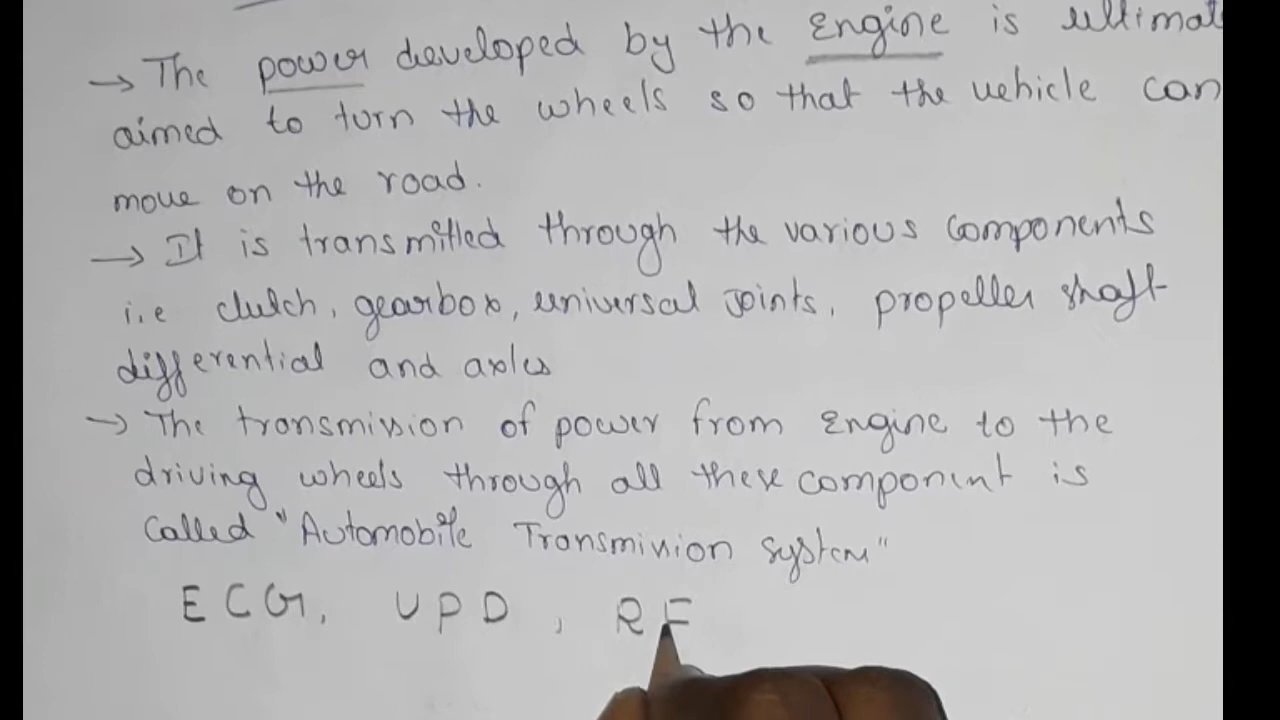 → The power developed by the Engine is ultimat
aimed to turn the wheels so that the vehicle can
move on the road.
→ It is transmitted through the various components
i.e clutch, gearbox, universal joints, propeller shaft
differential and axles
→ The transmission of power from Engine to the
driving wheels through all these component is
called "Automobile Transmission system"
ECG, UPD, RF